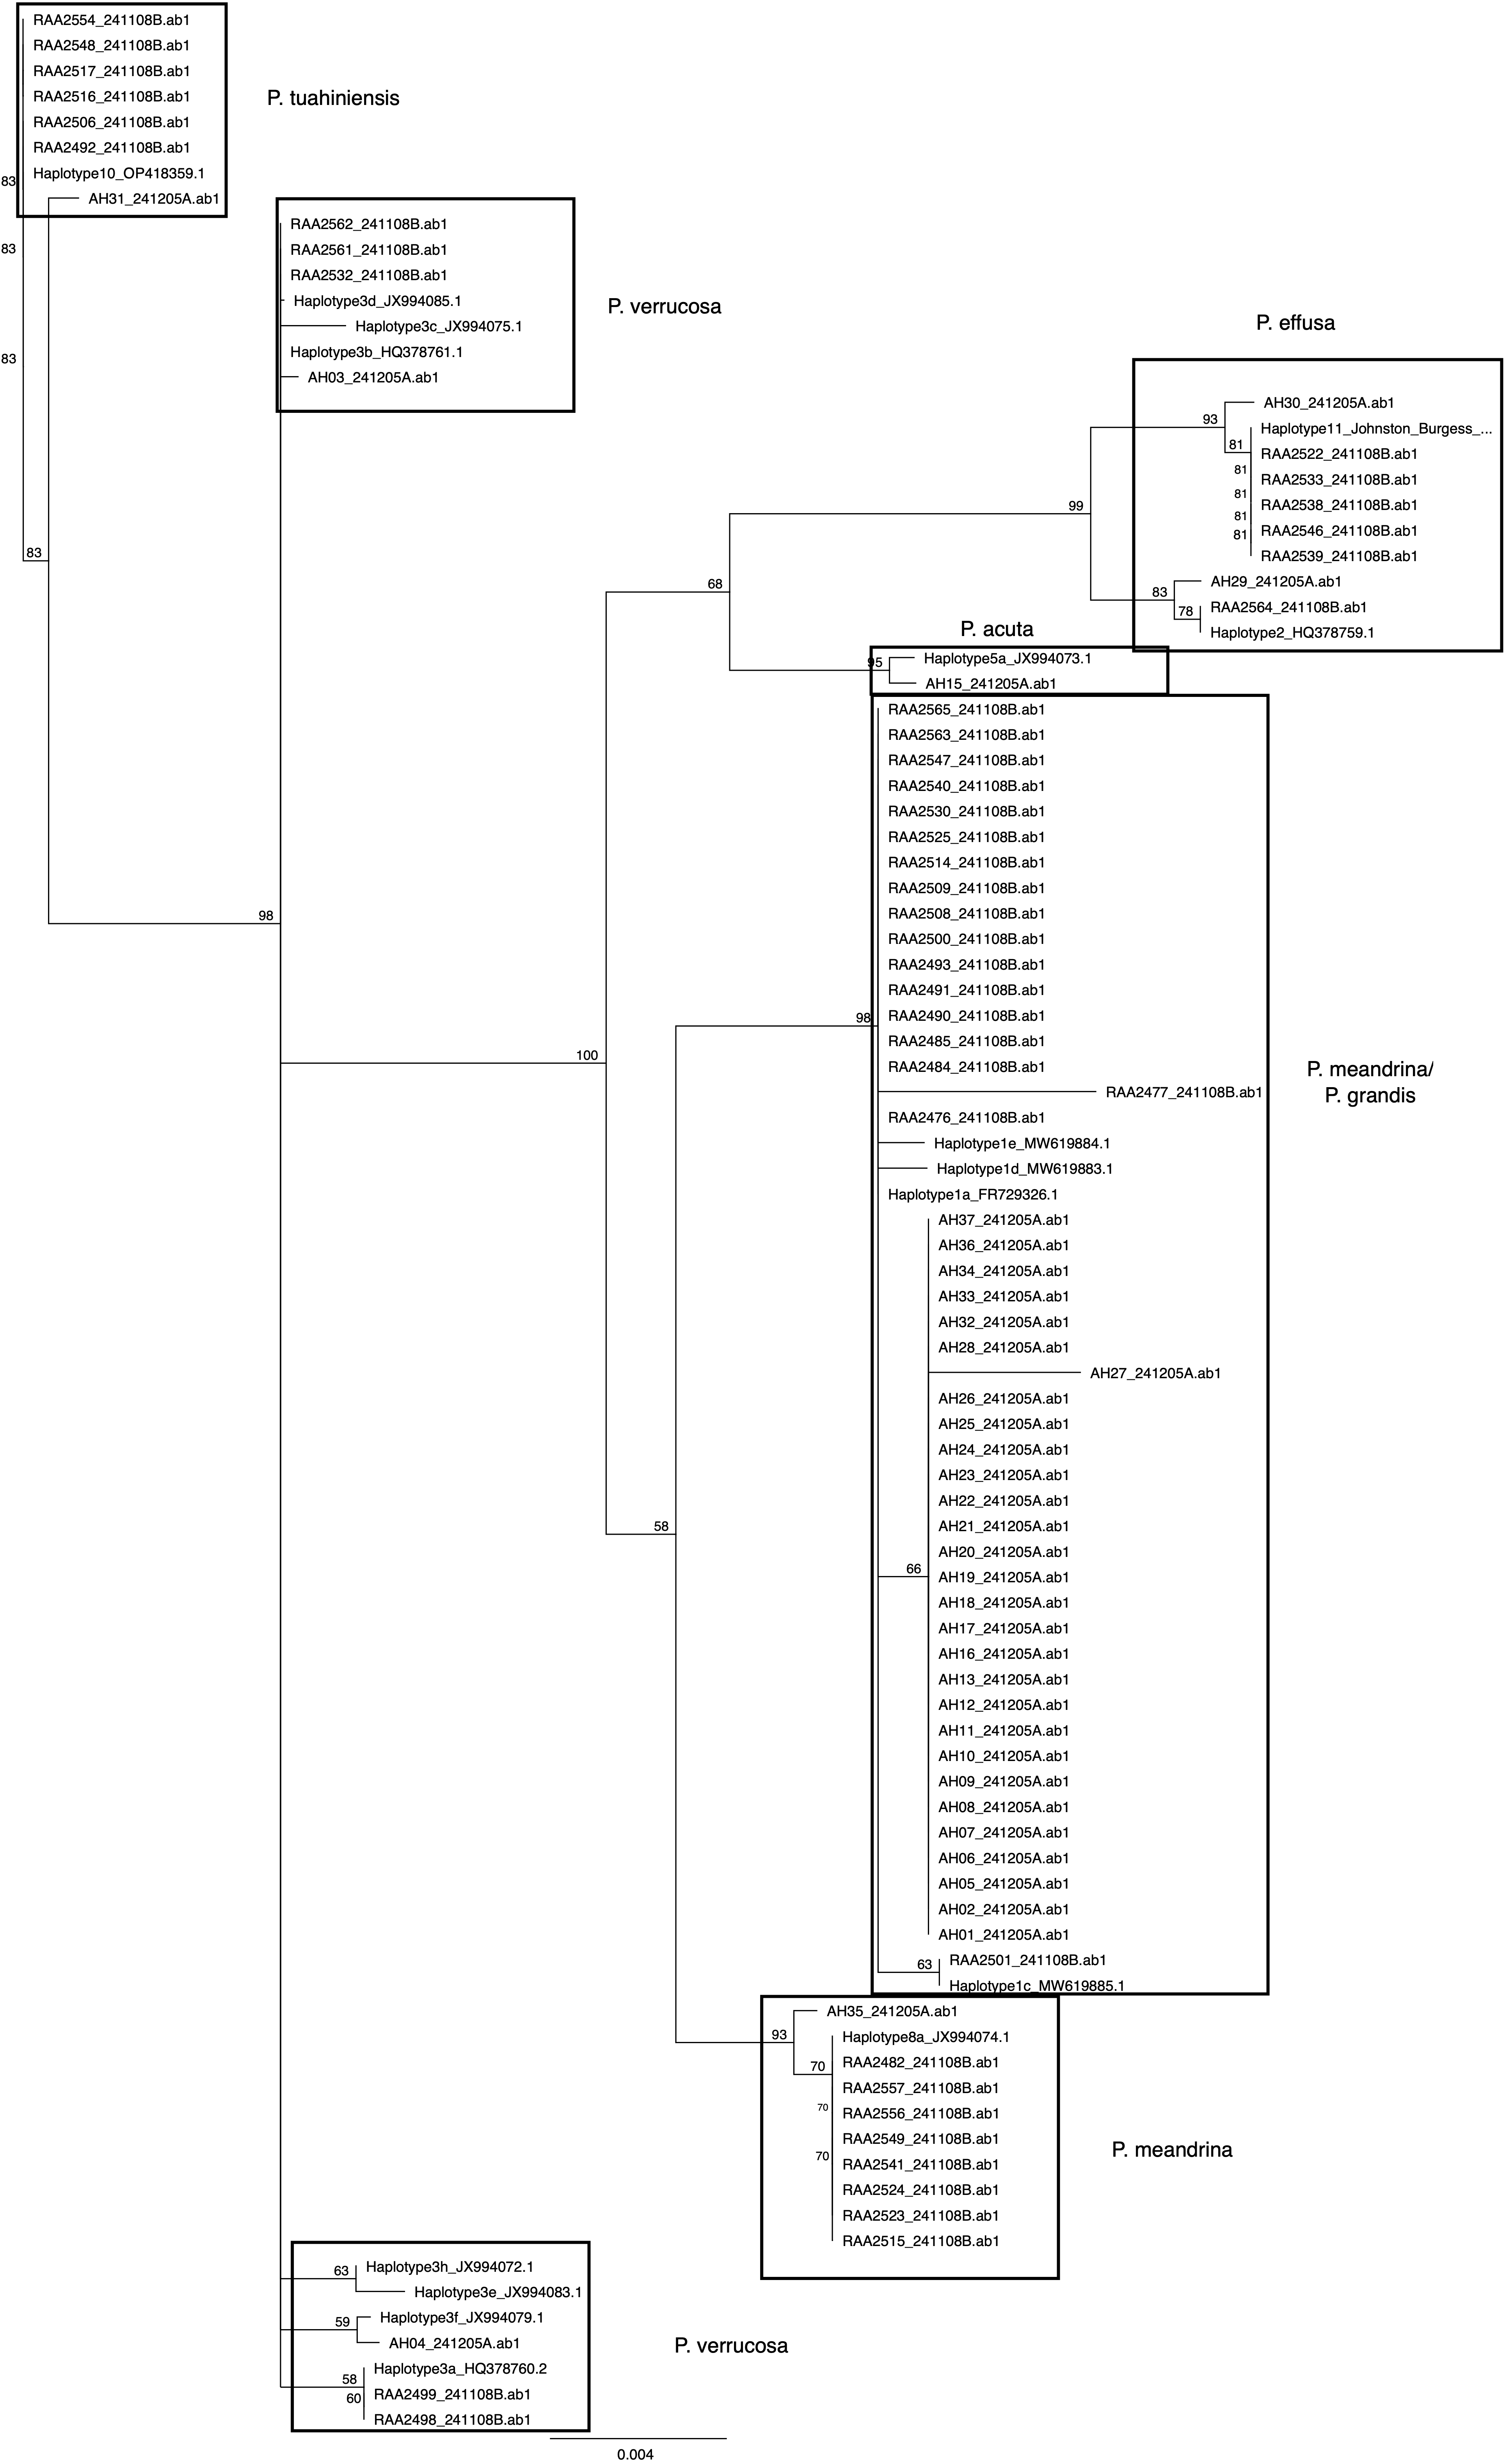 RAA2554_241108B.ab1
RAA2548_241108B.ab1
RAA2517_241108B.ab1
P. tuahiniensis
RAA2516_241108B.ab1
RAA2506_241108B.ab1
RAA2492_241108B.ab1
Haplotype10_OP418359.1
83
AH31_241205A.ab1
RAA2562_241108B.ab1
83
RAA2561_241108B.ab1
RAA2532_241108B.ab1
Haplotype3d_JX994085.1
P. verrucosa
Haplotype3c_JX994075.1
P. effusa
Haplotype3b_HQ378761.1
83
AH03_241205A.ab1
AH30_241205A.ab1
93
Haplotype11_Johnston_Burgess_...
81
RAA2522_241108B.ab1
81
RAA2533_241108B.ab1
81
RAA2538_241108B.ab1
99
81
RAA2546_241108B.ab1
81
RAA2539_241108B.ab1
83
AH29_241205A.ab1
68
83
RAA2564_241108B.ab1
78
P. acuta
Haplotype2_HQ378759.1
95
Haplotype5a_JX994073.1
AH15_241205A.ab1
RAA2565_241108B.ab1
RAA2563_241108B.ab1
RAA2547_241108B.ab1
RAA2540_241108B.ab1
RAA2530_241108B.ab1
RAA2525_241108B.ab1
RAA2514_241108B.ab1
RAA2509_241108B.ab1
98
RAA2508_241108B.ab1
RAA2500_241108B.ab1
RAA2493_241108B.ab1
RAA2491_241108B.ab1
98
RAA2490_241108B.ab1
RAA2485_241108B.ab1
100
RAA2484_241108B.ab1
P. meandrina/
P. grandis
RAA2477_241108B.ab1
RAA2476_241108B.ab1
Haplotype1e_MW619884.1
Haplotype1d_MW619883.1
Haplotype1a_FR729326.1
AH37_241205A.ab1
AH36_241205A.ab1
AH34_241205A.ab1
AH33_241205A.ab1
AH32_241205A.ab1
AH28_241205A.ab1
AH27_241205A.ab1
AH26_241205A.ab1
AH25_241205A.ab1
AH24_241205A.ab1
AH23_241205A.ab1
AH22_241205A.ab1
58
AH21_241205A.ab1
AH20_241205A.ab1
66
AH19_241205A.ab1
AH18_241205A.ab1
AH17_241205A.ab1
AH16_241205A.ab1
AH13_241205A.ab1
AH12_241205A.ab1
AH11_241205A.ab1
AH10_241205A.ab1
AH09_241205A.ab1
AH08_241205A.ab1
AH07_241205A.ab1
AH06_241205A.ab1
AH05_241205A.ab1
AH02_241205A.ab1
AH01_241205A.ab1
RAA2501_241108B.ab1
63
Haplotype1c_MW619885.1
AH35_241205A.ab1
93
Haplotype8a_JX994074.1
70
RAA2482_241108B.ab1
RAA2557_241108B.ab1
70
RAA2556_241108B.ab1
RAA2549_241108B.ab1
P. meandrina
70
RAA2541_241108B.ab1
RAA2524_241108B.ab1
RAA2523_241108B.ab1
RAA2515_241108B.ab1
Haplotype3h_JX994072.1
63
Haplotype3e_JX994083.1
Haplotype3f_JX994079.1
59
AH04_241205A.ab1
P. verrucosa
Haplotype3a_HQ378760.2
58
RAA2499_241108B.ab1
60
RAA2498_241108B.ab1
0.004